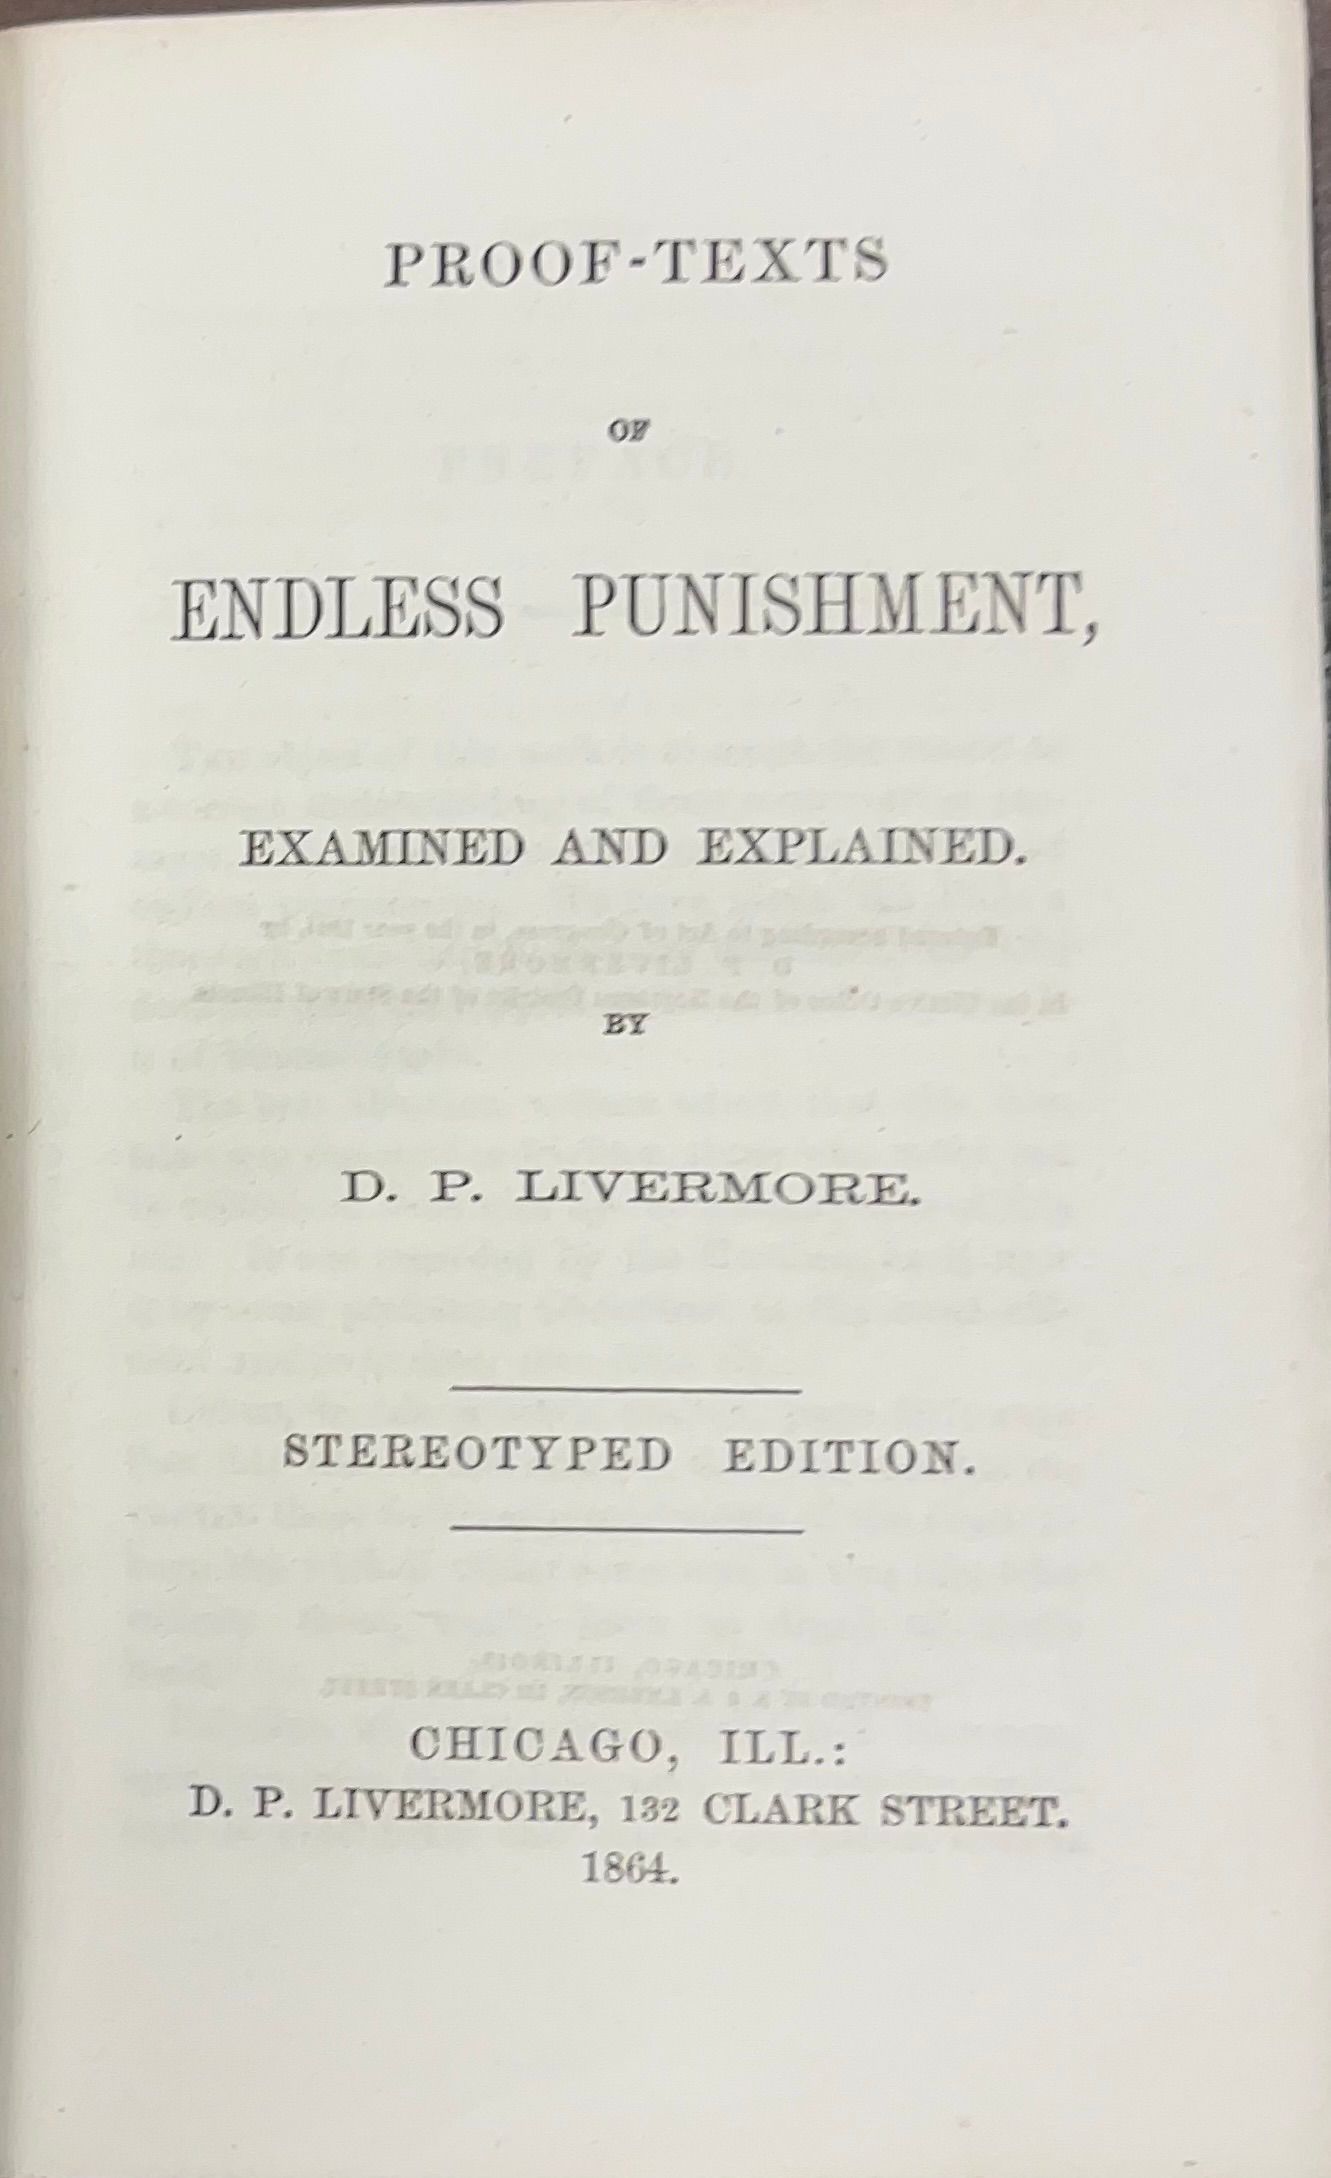 PROOF-TEXTS
OF
ENDLESS PUNISHMENT,
EXAMINED AND EXPLAINED.
BY
D. P. LIVERMORE.
STEREOTYPED EDITION.
CHICAGO, ILL.:
D. P. LIVERMORE, 132 CLARK STREET.
1864.